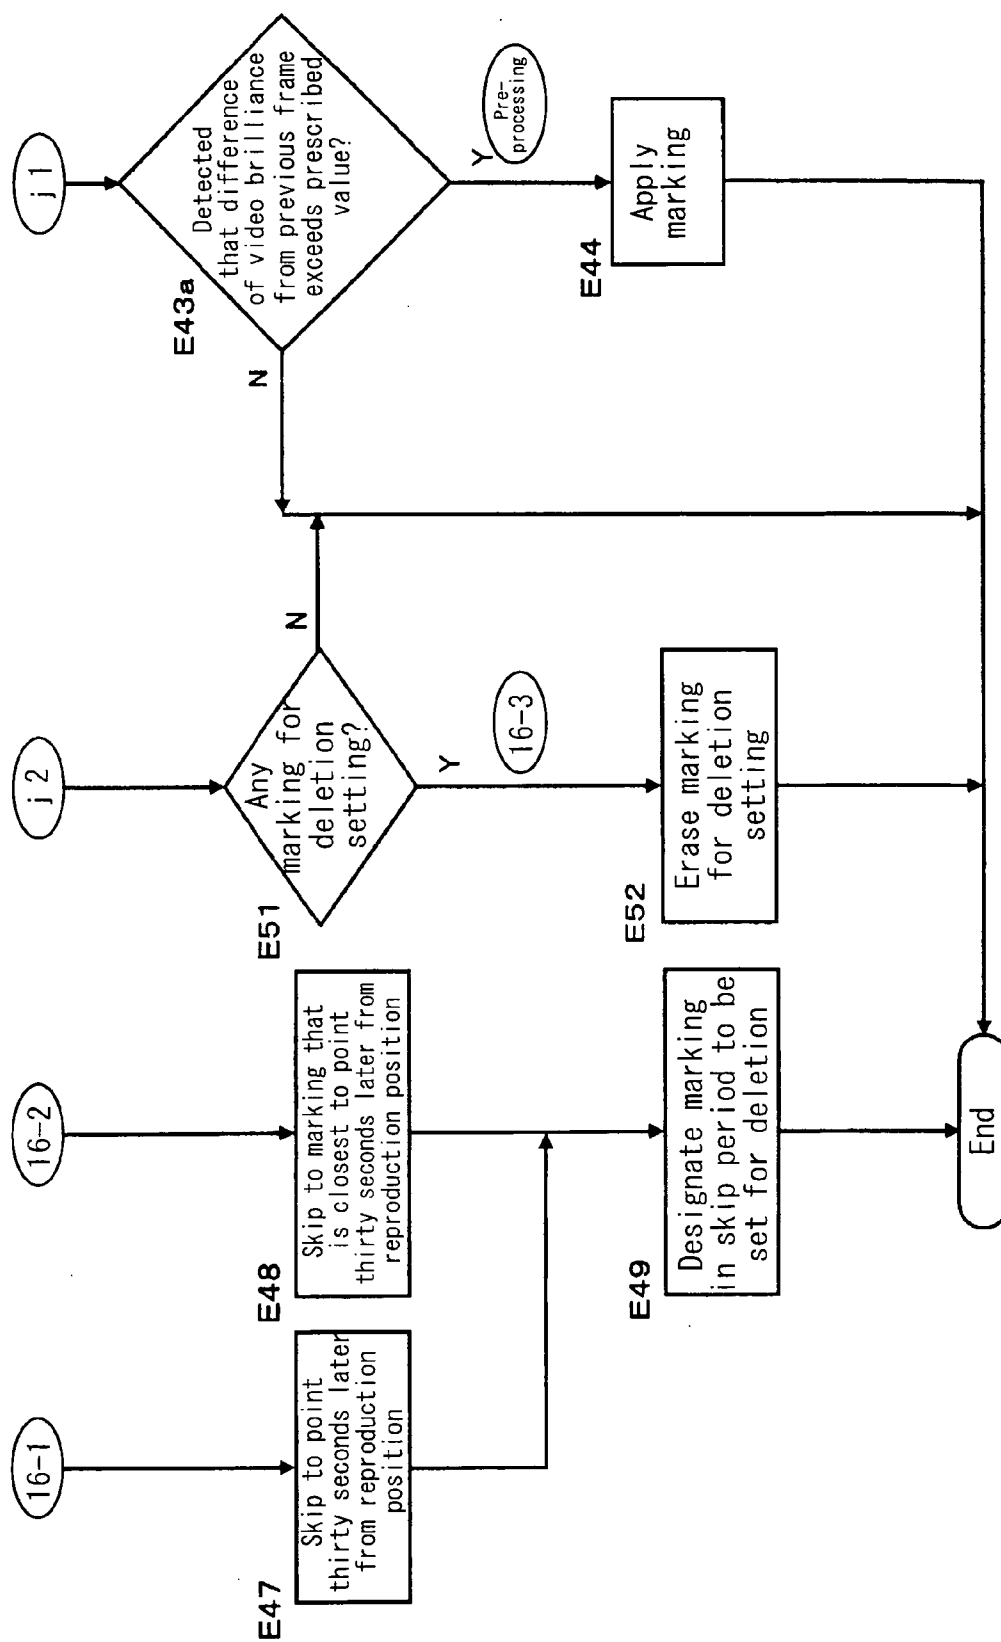 16-1
16-2
j2
j1
E47
Skip to point
thirty seconds later
from reproduction
position
E48
Skip to marking that
is closest to point
thirty seconds later from
reproduction position
E51
Any
marking for
deletion
setting?
N
Y
16-3
E43a
Detected
that difference
of video brilliance
from previous frame
exceeds prescribed
value?
N
Y
Pre-
processing
E49
Designate marking
in skip period to be
set for deletion
E52
Erase marking
for deletion
setting
E44
Apply
marking
End